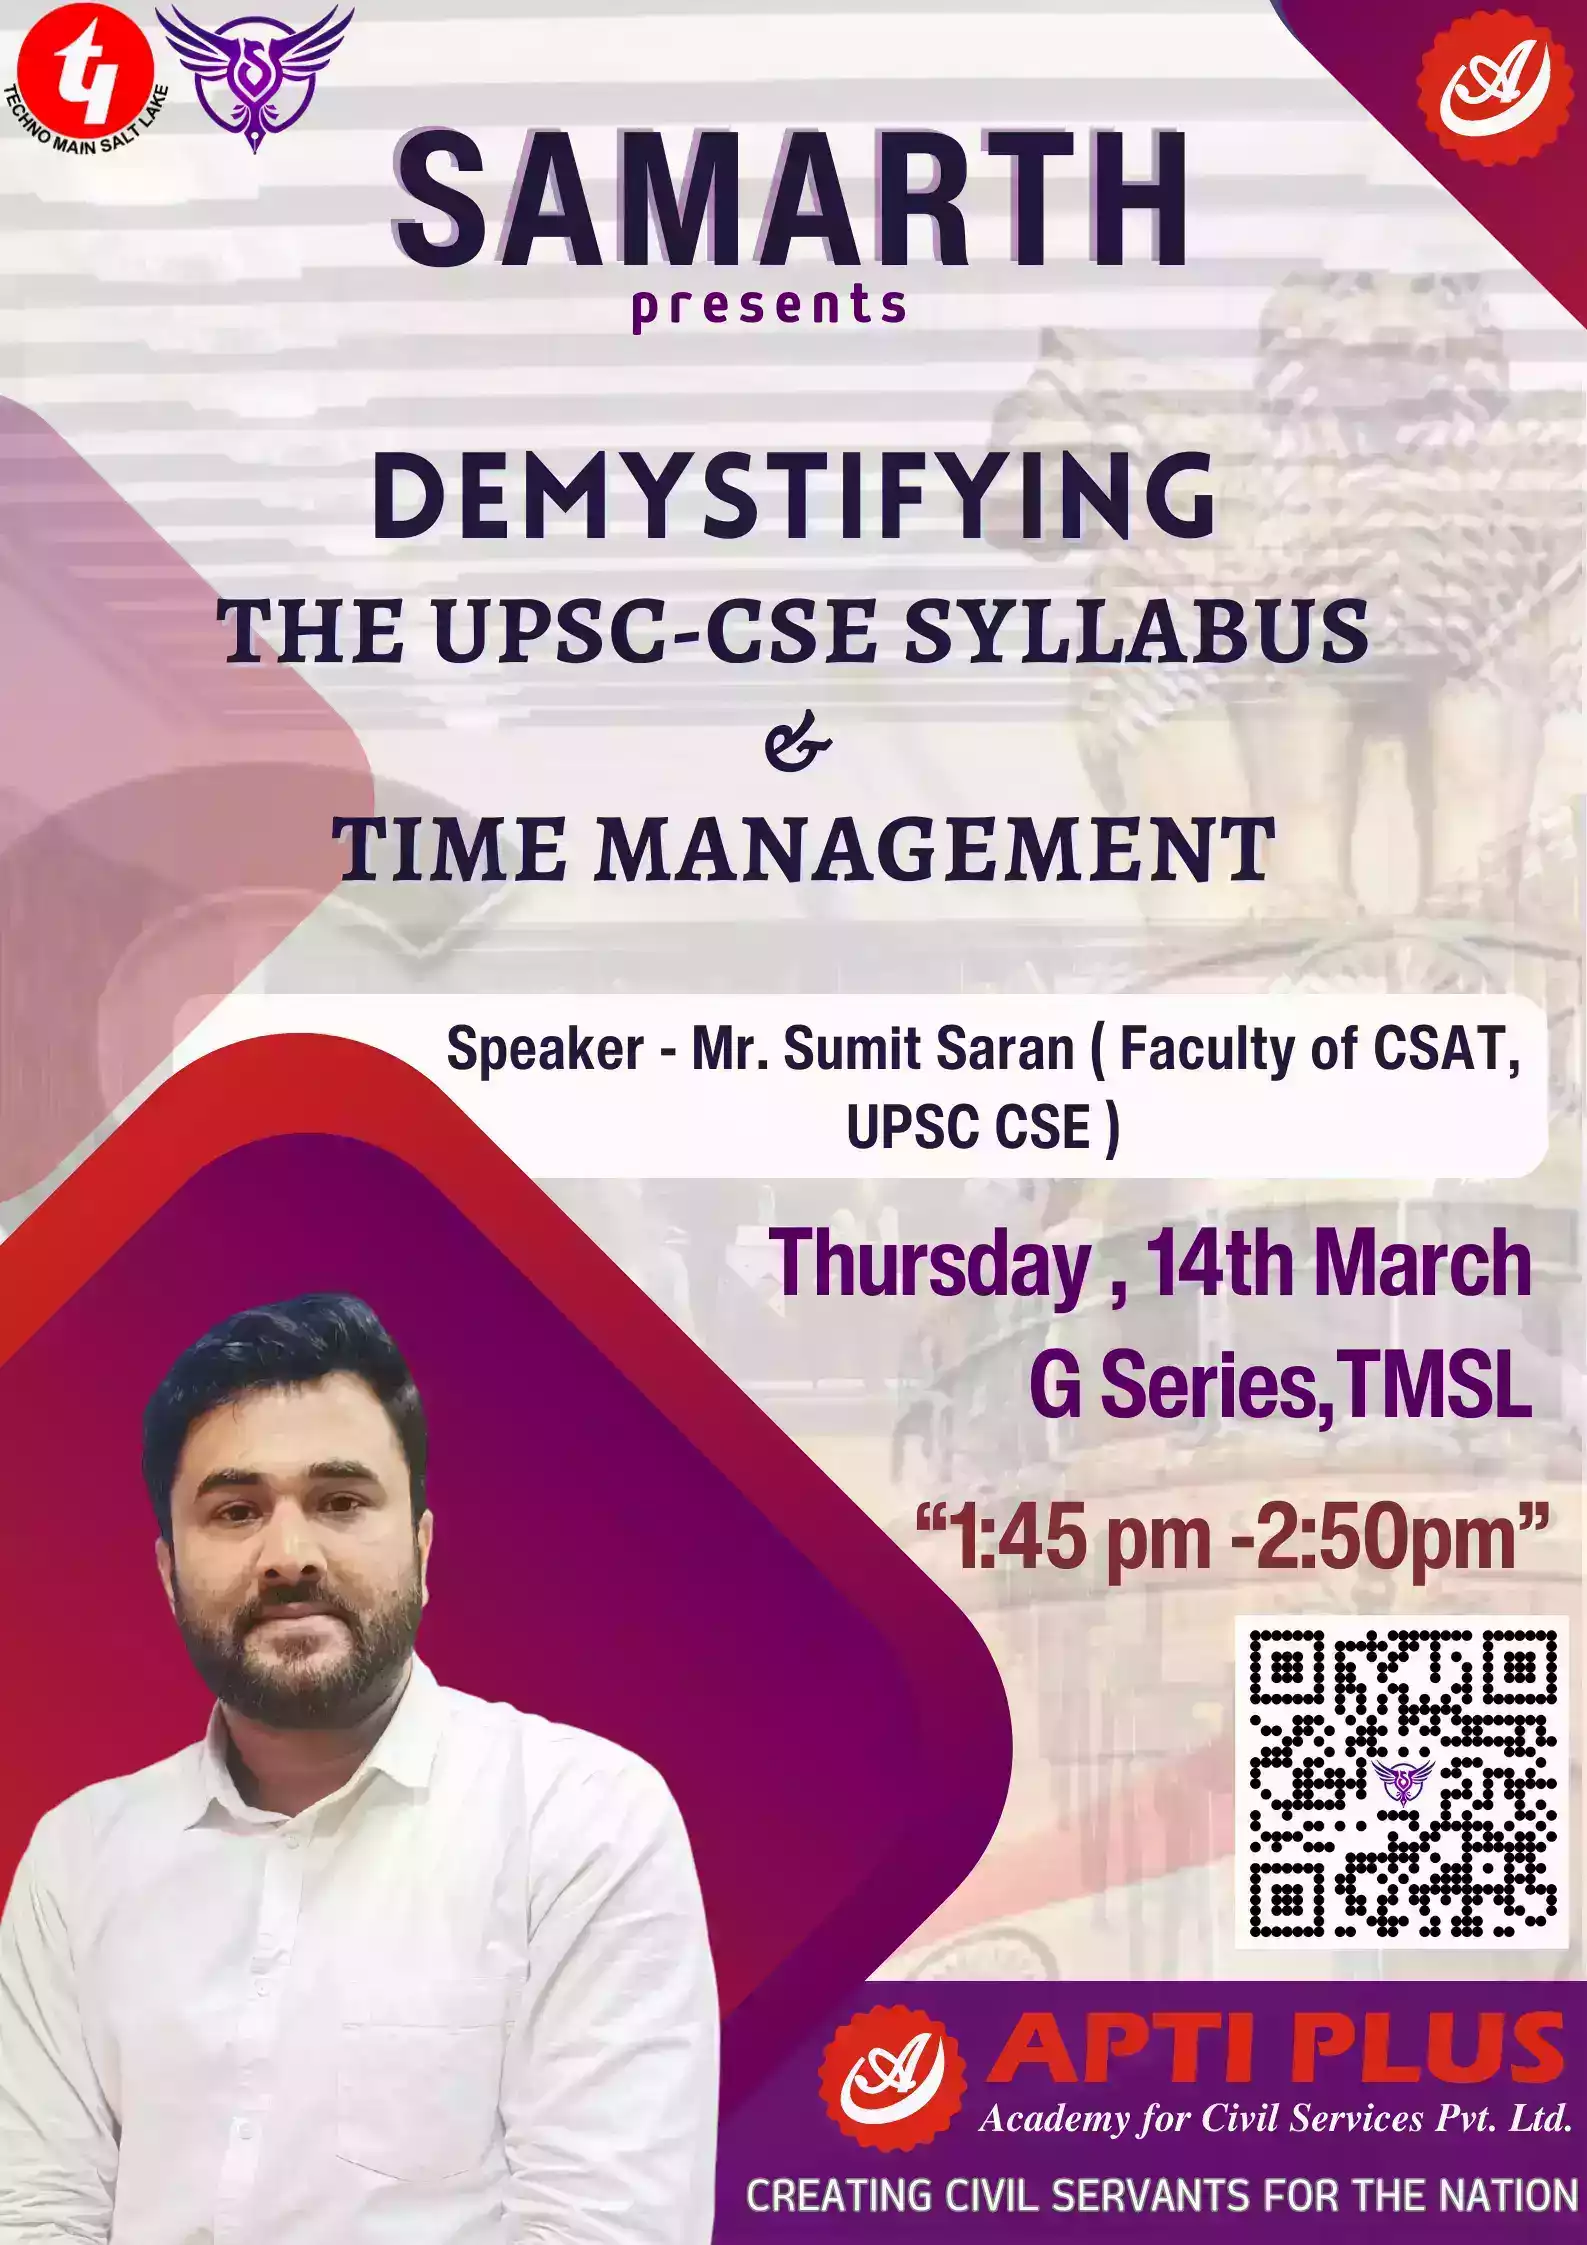 TECHNO MAIN SALT LAKE
SAMARTH
presents
DEMYSTIFYING
THE UPSC-CSE SYLLABUS
&
TIME MANAGEMENT
Speaker - Mr. Sumit Saran ( Faculty of CSAT,
UPSC CSE )
Thursday , 14th March
G Series,TMSL
“1:45 pm -2:50pm”
APTI PLUS
Academy for Civil Services Pvt. Ltd.
CREATING CIVIL SERVANTS FOR THE NATION